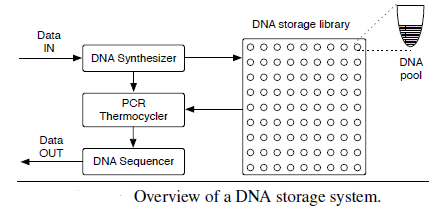 Data
IN
DNA Synthesizer
PCR
Thermocycler
Data
OUT
DNA Sequencer
DNA storage library
DNA
pool
Overview of a DNA storage system.